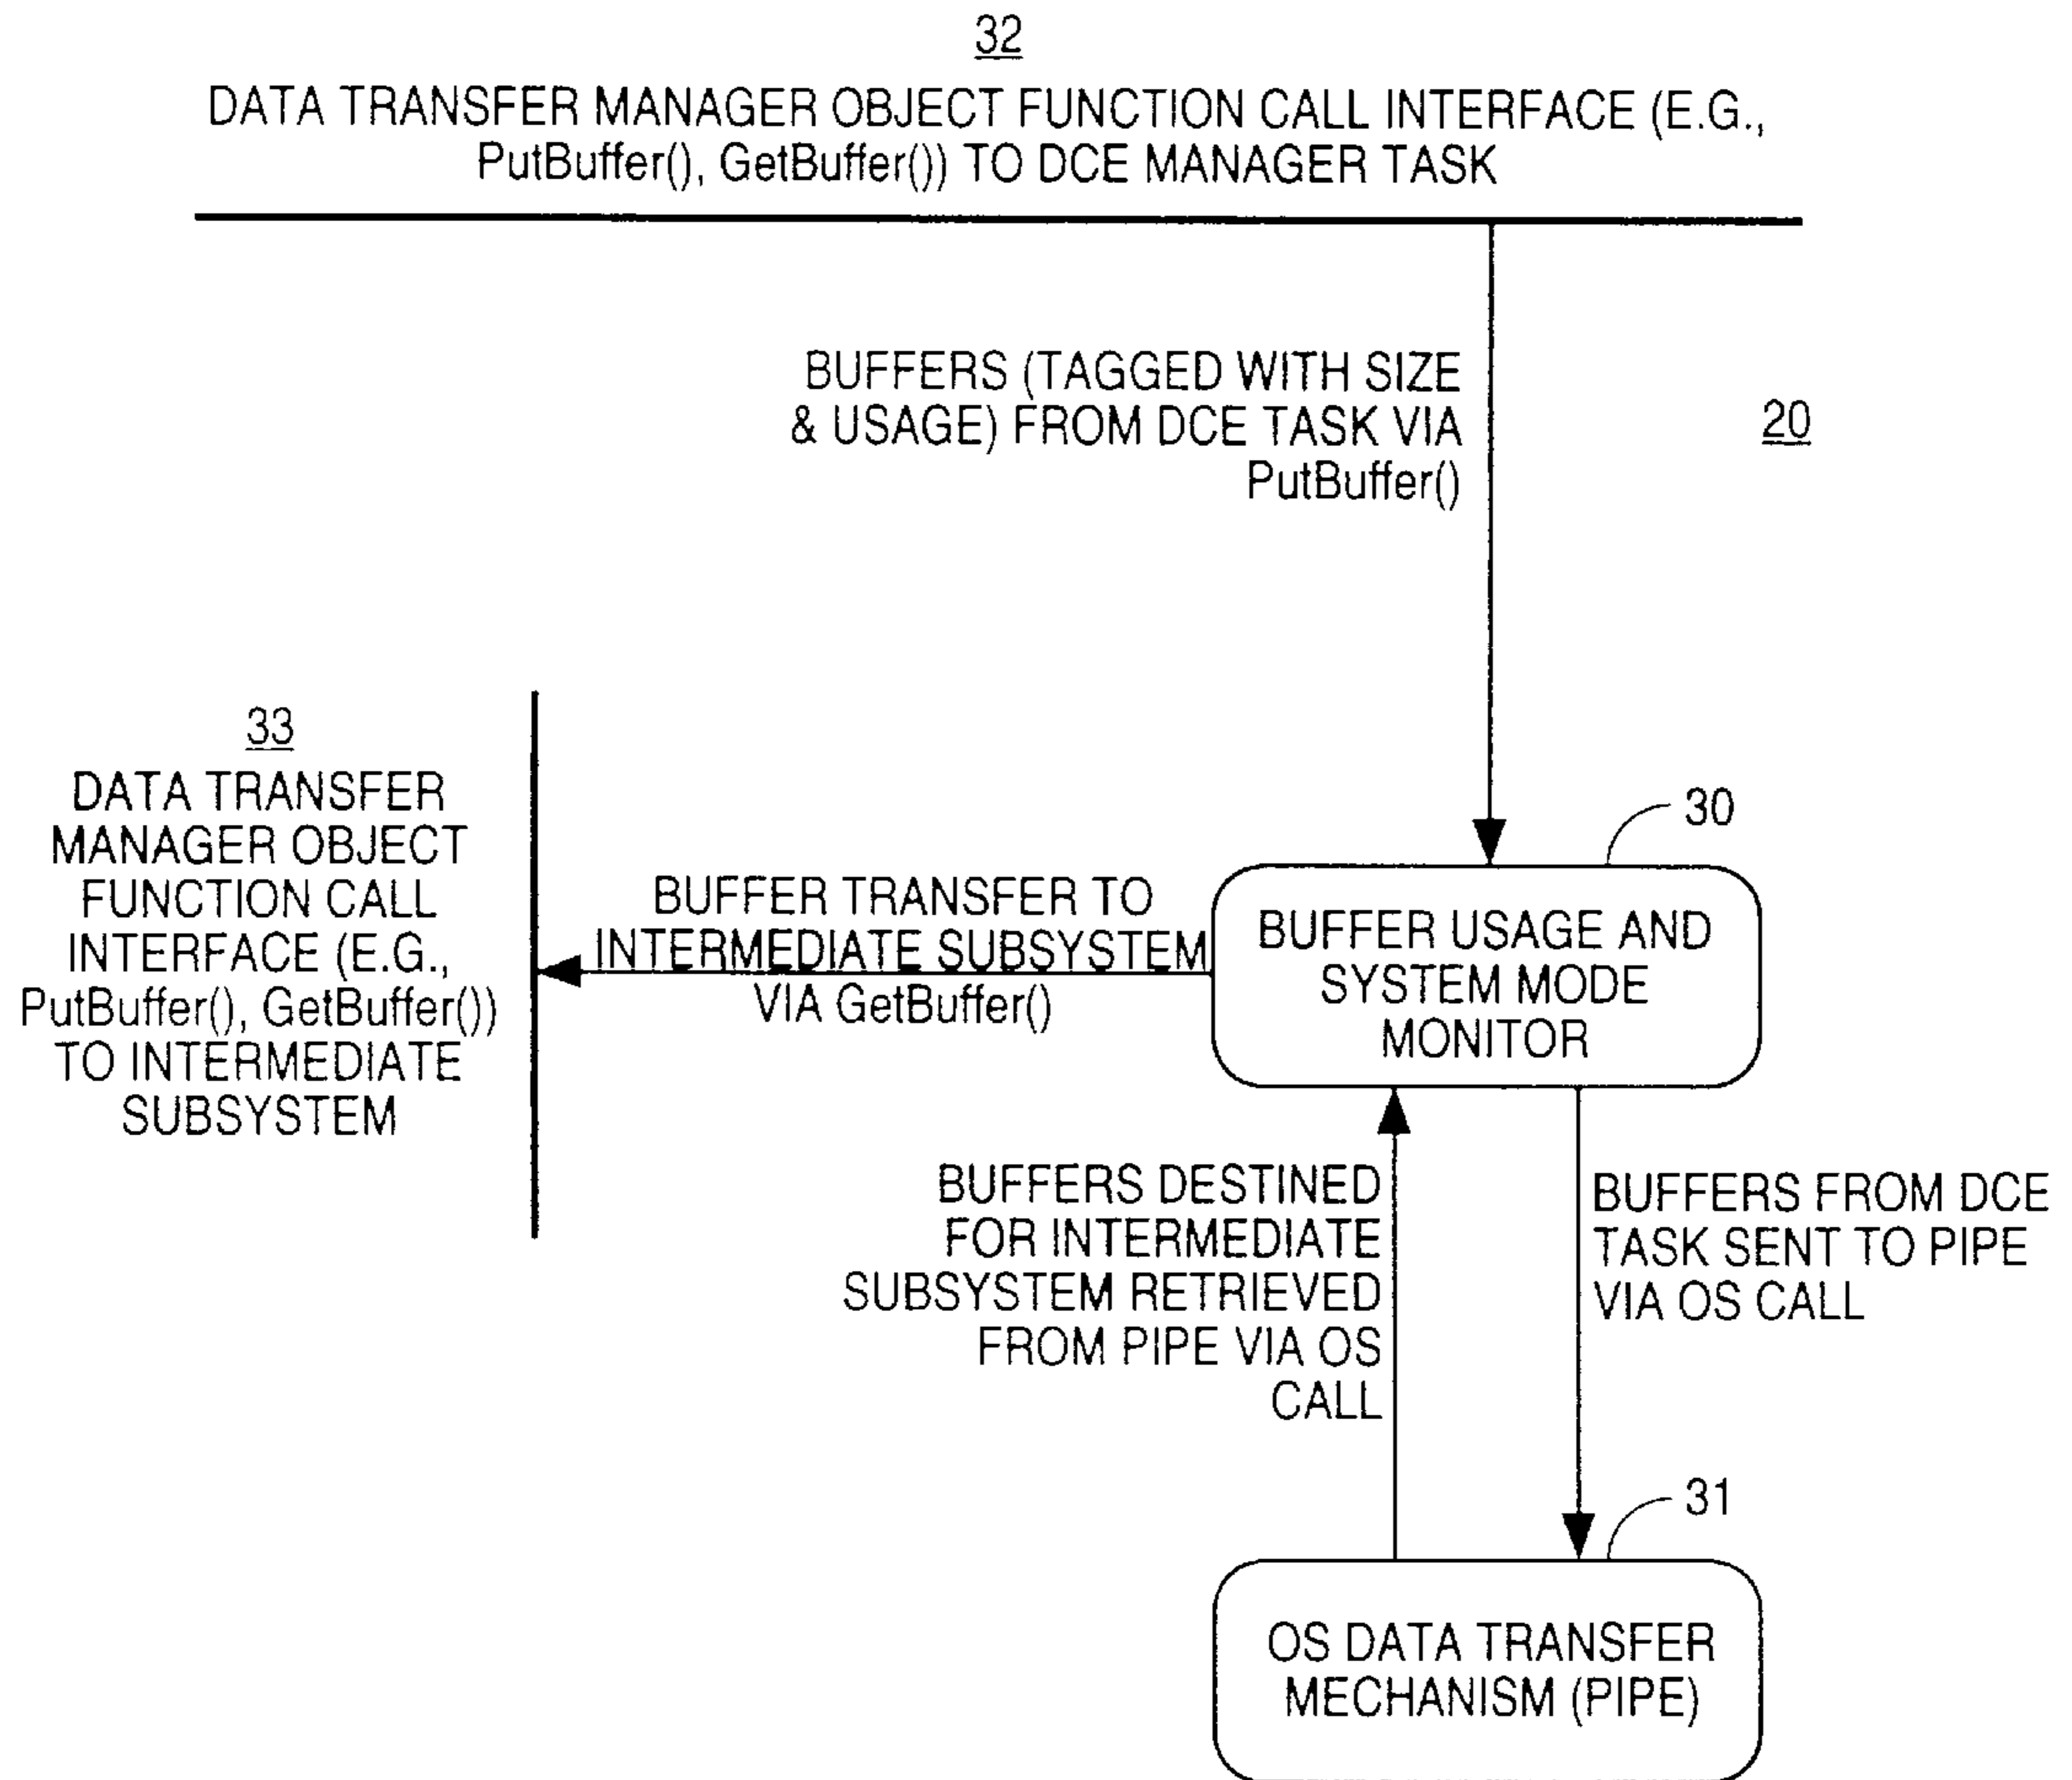 32
DATA TRANSFER MANAGER OBJECT FUNCTION CALL INTERFACE (E.G.,
PutBuffer(), GetBuffer()) TO DCE MANAGER TASK
BUFFERS (TAGGED WITH SIZE
& USAGE) FROM DCE TASK VIA
PutBuffer()
20
33
DATA TRANSFER
MANAGER OBJECT
FUNCTION CALL
INTERFACE (E.G.,
PutBuffer(), GetBuffer())
TO INTERMEDIATE
SUBSYSTEM
BUFFER TRANSFER TO
INTERMEDIATE SUBSYSTEM
VIA GetBuffer()
30
BUFFER USAGE AND
SYSTEM MODE
MONITOR
BUFFERS DESTINED
FOR INTERMEDIATE
SUBSYSTEM RETRIEVED
FROM PIPE VIA OS
CALL
BUFFERS FROM DCE
TASK SENT TO PIPE
VIA OS CALL
31
OS DATA TRANSFER
MECHANISM (PIPE)